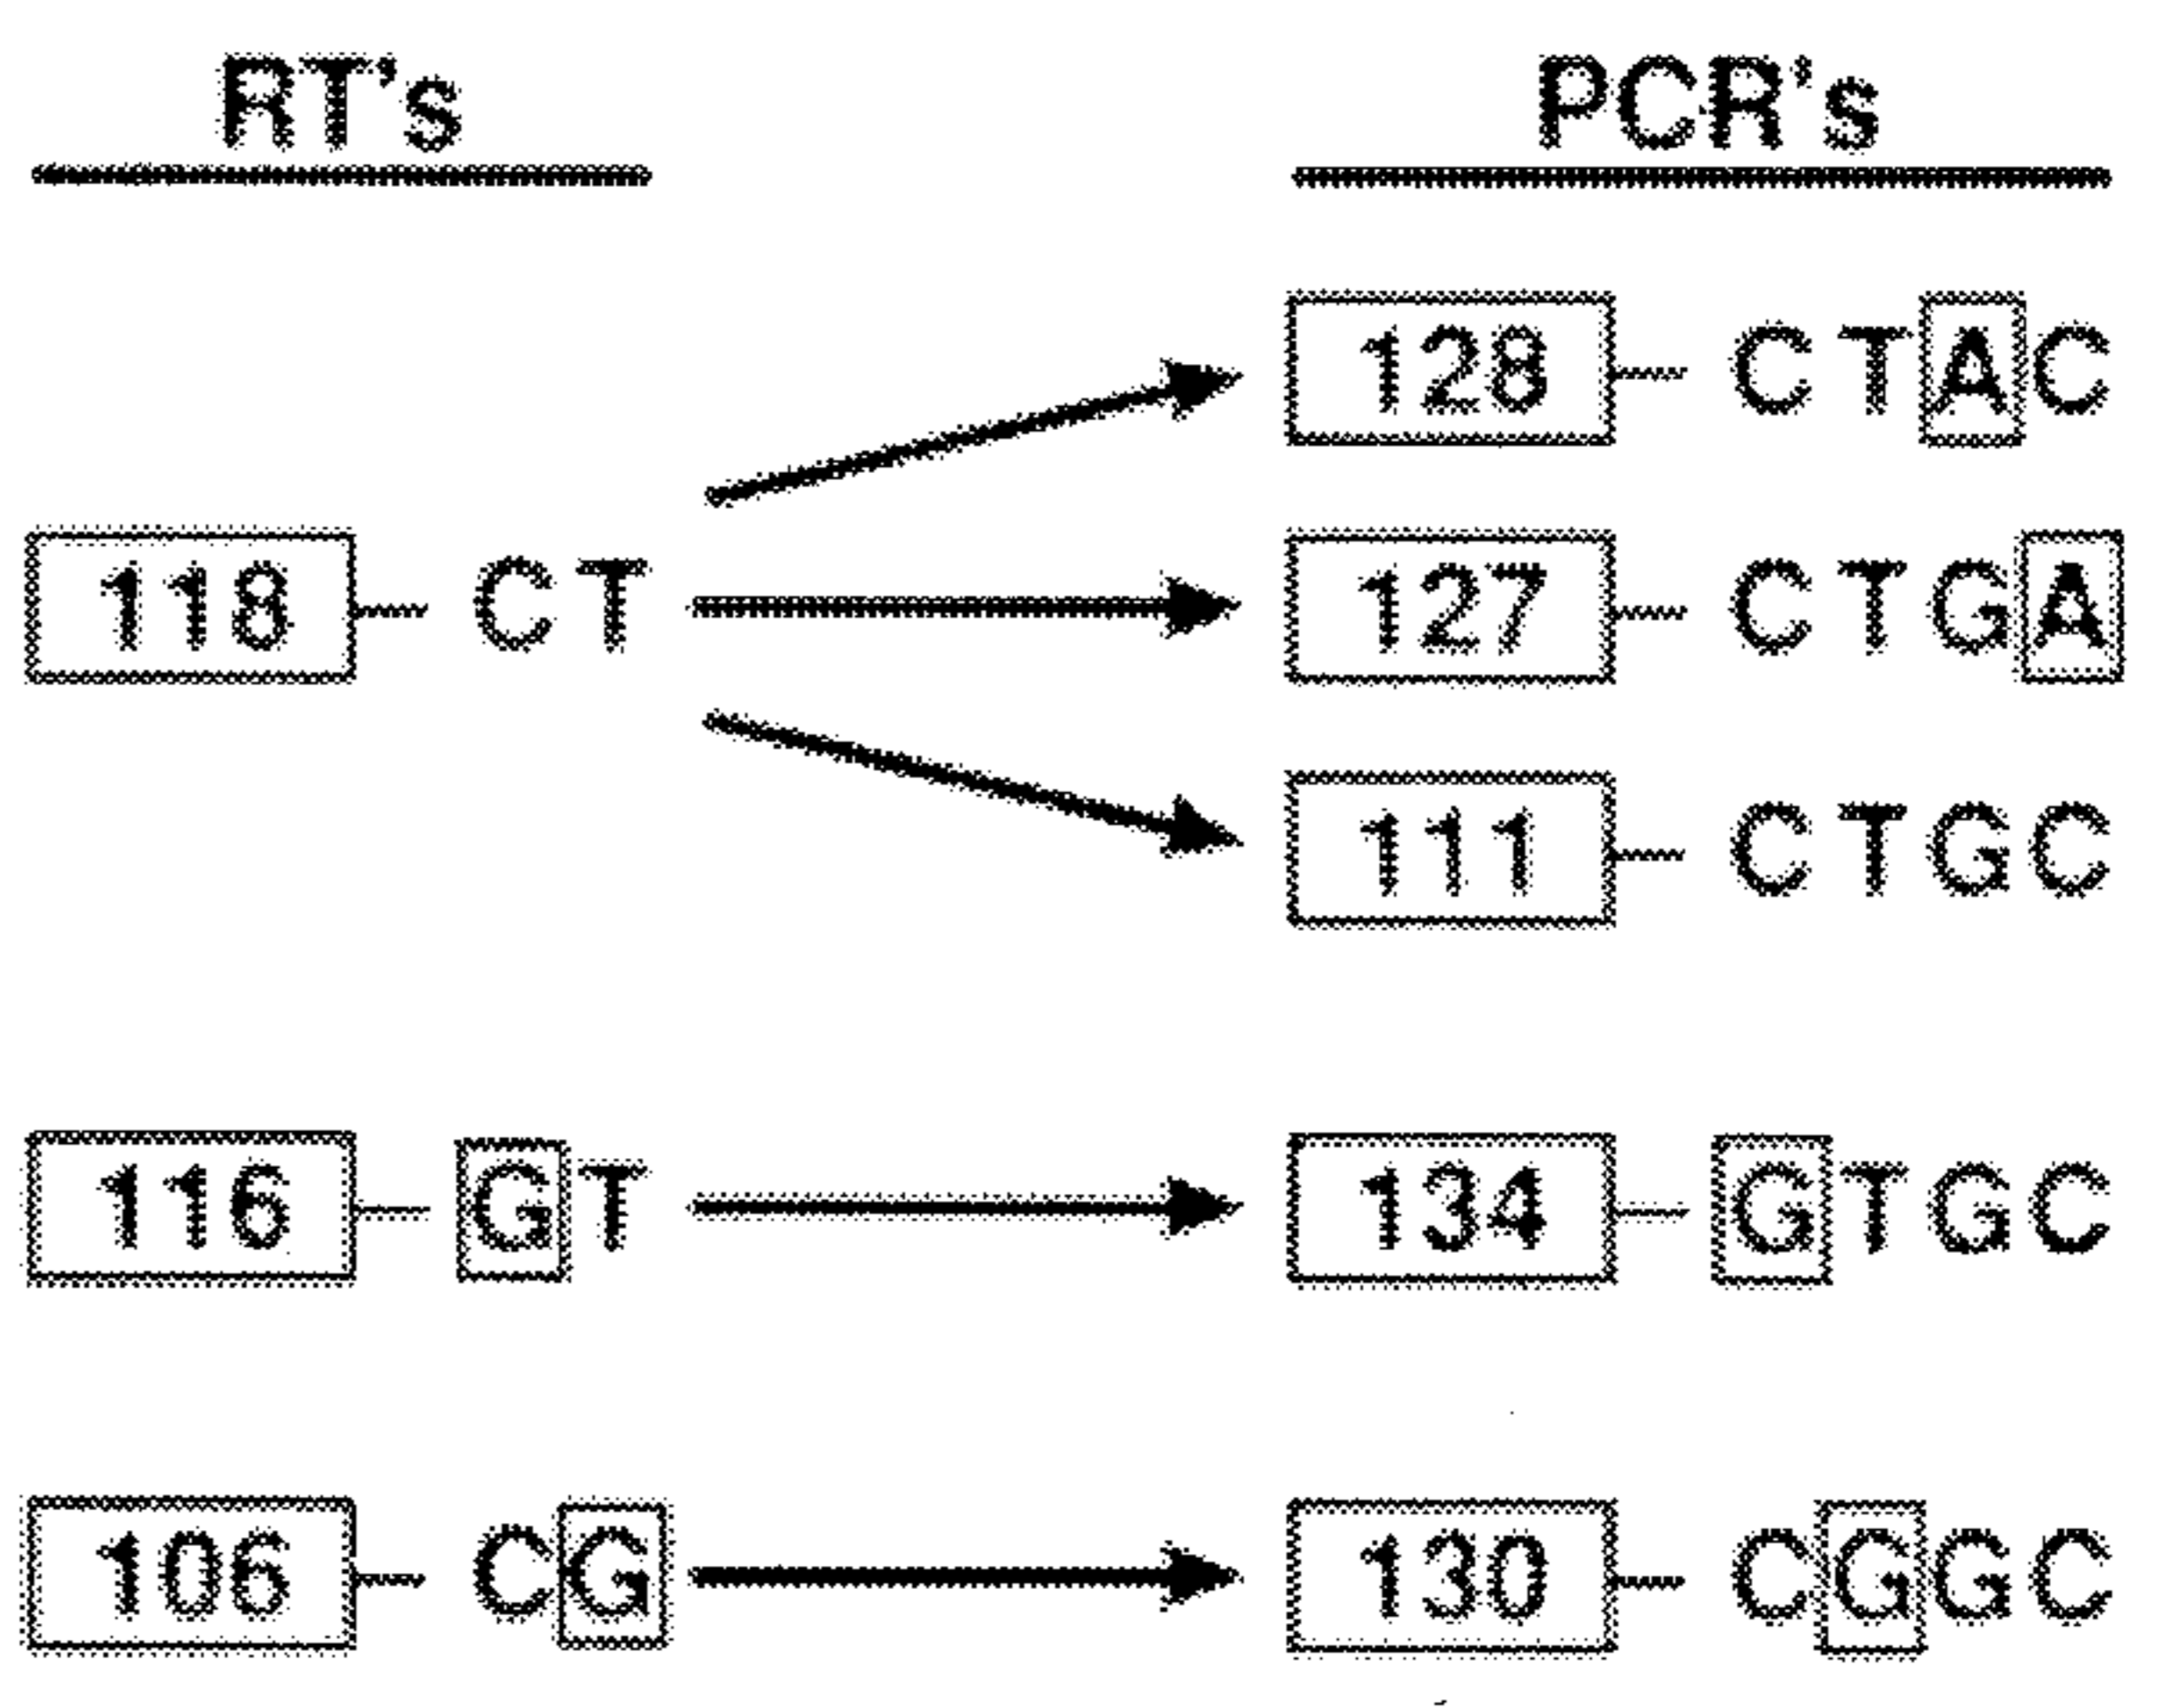 RT's PCR's
128 CTAC
118 CT 127 CTGA
111 CTGC
116 GT 134 GTGC
106 CG 130 CGGC